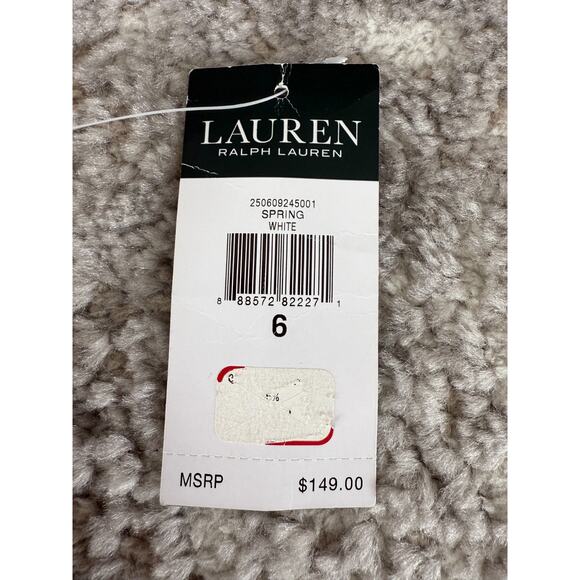 LAUREN
RALPH LAUREN
250609245001
SPRING
WHITE
8 88572 82227 1
6
MSRP $149.00